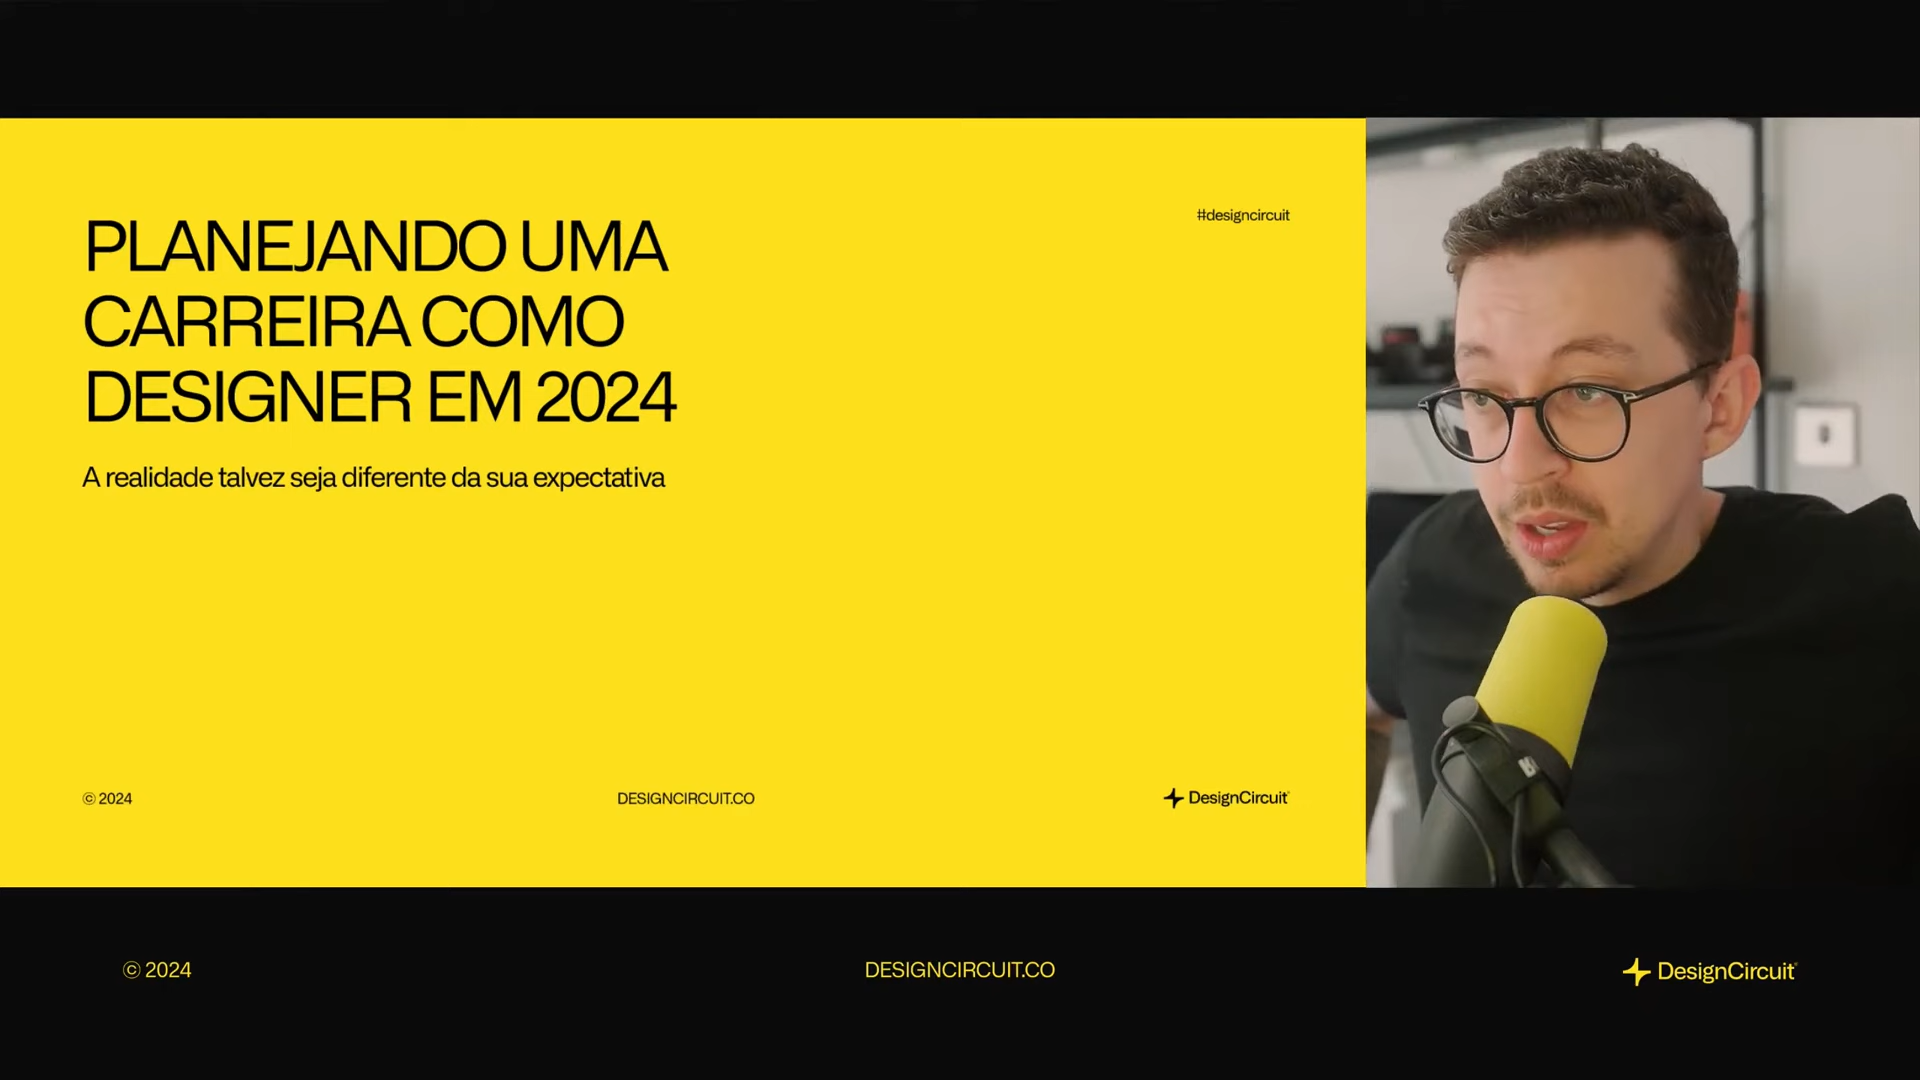 PLANEJANDO UMA
CARREIRA COMO
DESIGNER EM 2024
#designcircuit
A realidade talvez seja diferente da sua expectativa
© 2024
DESIGNCIRCUIT.CO
DesignCircuit
© 2024
DESIGNCIRCUIT.CO
DesignCircuit